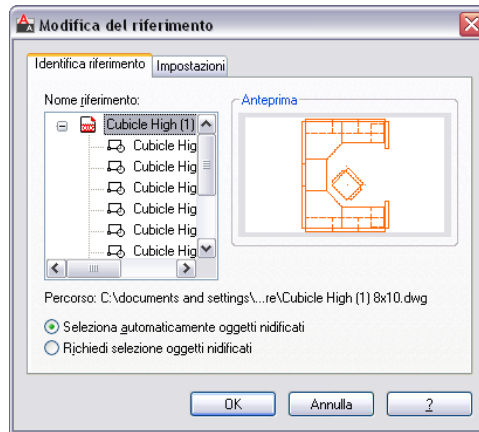 Modifica del riferimento
Identifica riferimento
Impostazioni
Nome riferimento:
Anteprima
Cubicle High (1)
Cubicle Hig
Cubicle Hig
Cubicle Hig
Cubicle Hig
Cubicle Hig
Cubicle Hig
Percorso: C:\documents and settings\...re\Cubicle High (1) 8x10.dwg
Seleziona automaticamente oggetti nidificati
Richiedi selezione oggetti nidificati
OK
Annulla
?